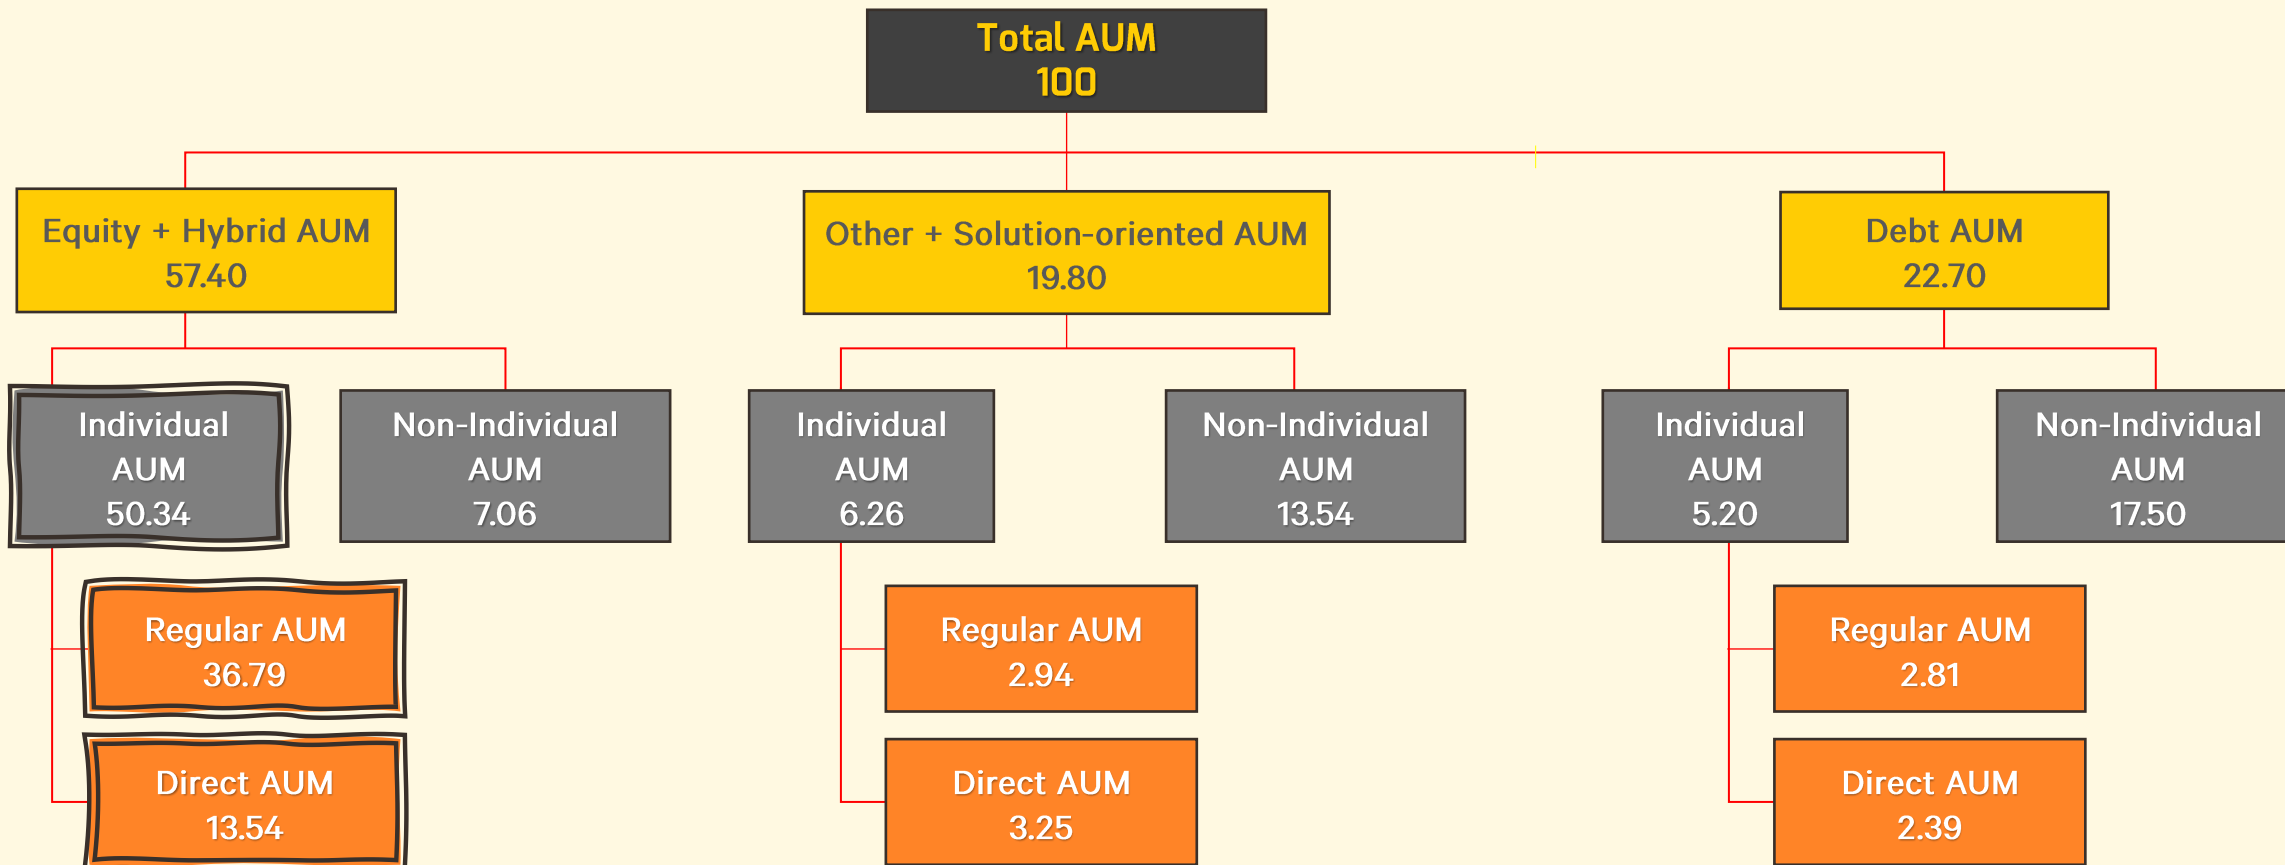 Total AUM
100
Equity + Hybrid AUM
57.40
Other + Solution-oriented AUM
19.80
Debt AUM
22.70
Individual
AUM
50.34
Non-Individual
AUM
7.06
Individual
AUM
6.26
Non-Individual
AUM
13.54
Individual
AUM
5.20
Non-Individual
AUM
17.50
Regular AUM
36.79
Regular AUM
2.94
Regular AUM
2.81
Direct AUM
13.54
Direct AUM
3.25
Direct AUM
2.39